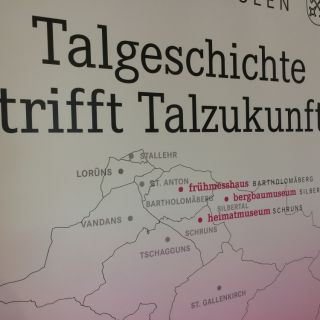 Talgeschichte
trifft Talzukunft
STALLEHR
LORÜNS
ST. ANTON
frühmesshaus BARTHOLOMÄBERG
BARTHOLOMÄBERG
bergbaumuseum
SILBERTAL
VANDANS
heimatmuseum SCHRUNS
SCHRUNS
TSCHAGGUNS
ST. GALLENKIRCH